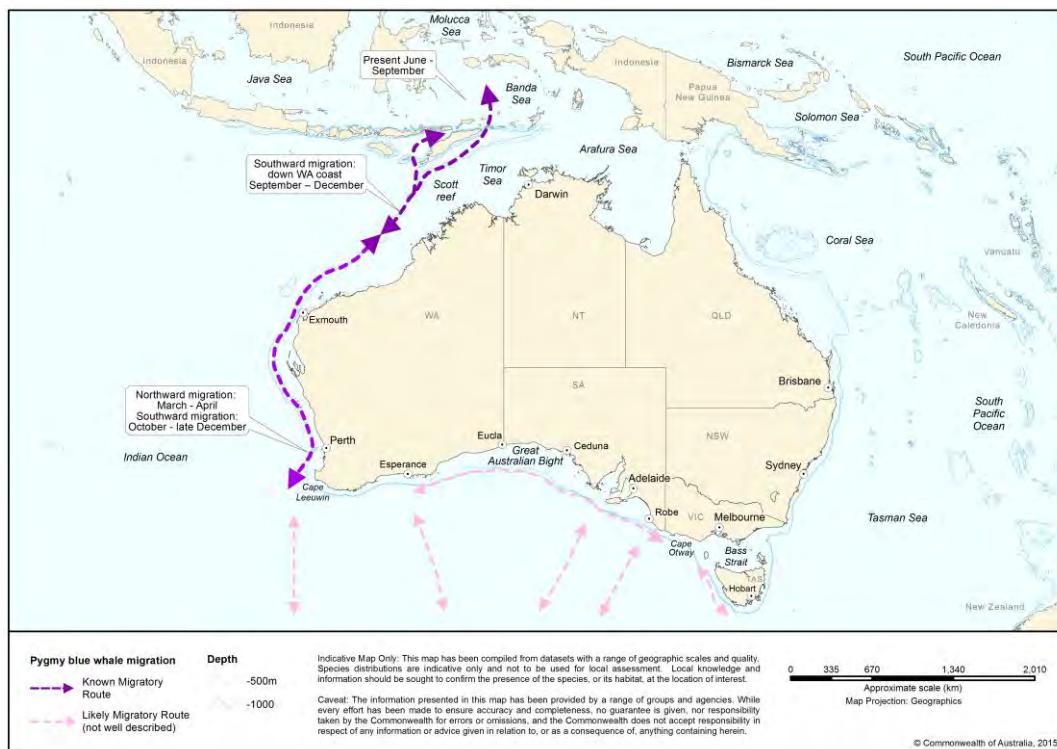 Indonesia
Molucca
Sea
Indonesia
Present June -
September
Java Sea
Banda
Sea
Indonesia
Papua
New Guinea
Bismarck Sea
South Pacific Ocean
Solomon Sea
Arafura Sea
Southward migration:
down WA coast
September – December
Timor
Sea
Scott
reef
Darwin
Coral Sea
Vanuatu
New
Caledonia
Exmouth
WA
NT
QLD
SA
Brisbane
Northward migration:
March - April
Southward migration:
October - late December
South
Pacific
Ocean
NSW
Indian Ocean
Perth
Eucla
Great
Australian Bight
Ceduna
Esperance
Sydney
Cape
Leeuwin
Adelaide
Robe
VIC
Melbourne
Tasman Sea
Cape
Otway
Bass
Strait
TAS
Hobart
New Zealand
Pygmy blue whale migration
Known Migratory
Route
Likely Migratory Route
(not well described)
Depth
-500m
-1000
Indicative Map Only: This map has been compiled from datasets with a range of geographic scales and quality.
Species distributions are indicative only and not to be used for local assessment. Local knowledge and
information should be sought to confirm the presence of the species, or its habitat, at the location of interest.
Caveat: The information presented in this map has been provided by a range of groups and agencies. While
every effort has been made to ensure accuracy and completeness, no guarantee is given, nor responsibility
taken by the Commonwealth for errors or omissions, and the Commonwealth does not accept responsibility in
respect of any information or advice given in relation to, or as a consequence of, anything containing herein.
0 335 670 1,340 2,010
Approximate scale (km)
Map Projection: Geographics
© Commonwealth of Australia, 2015